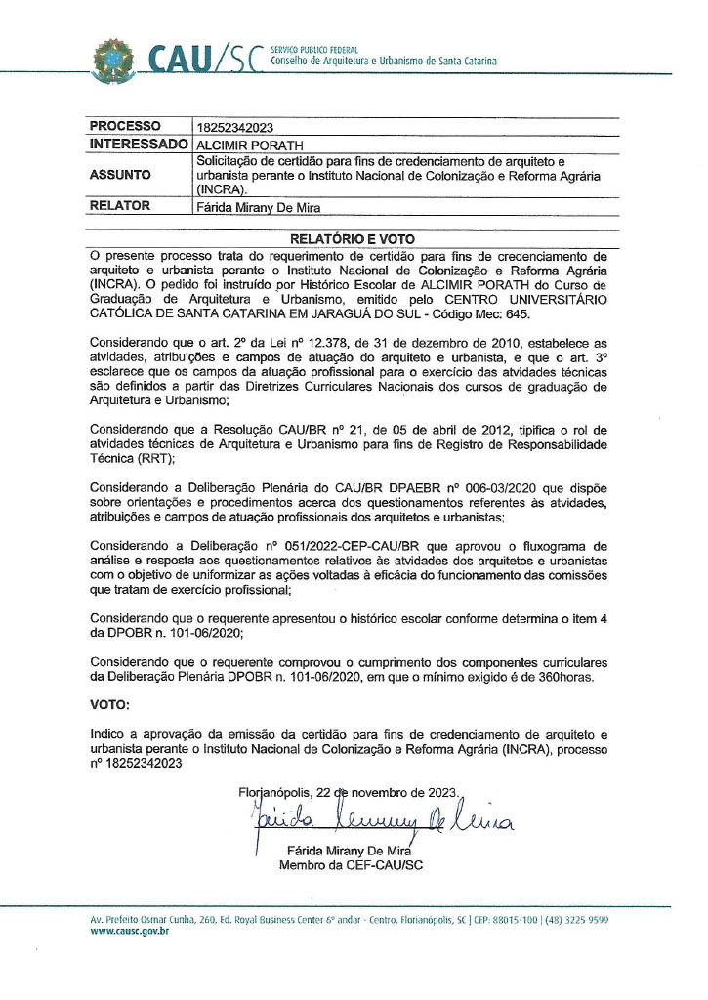 CAU/SC SERVIÇO PÚBLICO FEDERAL
Conselho de Arquitetura e Urbanismo de Santa Catarina
PROCESSO 18252342023
INTERESSADO ALCIMIR PORATH
ASSUNTO Solicitação de certidão para fins de credenciamento de arquiteto e
urbanista perante o Instituto Nacional de Colonização e Reforma Agrária
(INCRA).
RELATOR Fárida Mirany De Mira
RELATÓRIO E VOTO
O presente processo trata do requerimento de certidão para fins de credenciamento de
arquiteto e urbanista perante o Instituto Nacional de Colonização e Reforma Agrária
(INCRA). O pedido foi instruído por Histórico Escolar de ALCIMIR PORATH do Curso de
Graduação de Arquitetura e Urbanismo, emitido pelo CENTRO UNIVERSITÁRIO
CATÓLICA DE SANTA CATARINA EM JARAGUÁ DO SUL - Código Mec: 645.
Considerando que o art. 2º da Lei nº 12.378, de 31 de dezembro de 2010, estabelece as
atvidades, atribuições e campos de atuação do arquiteto e urbanista, e que o art. 3º
esclarece que os campos da atuação profissional para o exercício das atvidades técnicas
são definidos a partir das Diretrizes Curriculares Nacionais dos cursos de graduação de
Arquitetura e Urbanismo;
Considerando que a Resolução CAU/BR nº 21, de 05 de abril de 2012, tipifica o rol de
atvidades técnicas de Arquitetura e Urbanismo para fins de Registro de Responsabilidade
Técnica (RRT);
Considerando a Deliberação Plenária do CAU/BR DPAEBR nº 006-03/2020 que dispõe
sobre orientações e procedimentos acerca dos questionamentos referentes às atvidades,
atribuições e campos de atuação profissionais dos arquitetos e urbanistas;
Considerando a Deliberação nº 051/2022-CEP-CAU/BR que aprovou o fluxograma de
análise e resposta aos questionamentos relativos às atvidades dos arquitetos e urbanistas
com o objetivo de uniformizar as ações voltadas à eficácia do funcionamento das comissões
que tratam de exercício profissional;
Considerando que o requerente apresentou o histórico escolar conforme determina o item 4
da DPOBR n. 101-06/2020;
Considerando que o requerente comprovou o cumprimento dos componentes curriculares
da Deliberação Plenária DPOBR n. 101-06/2020, em que o mínimo exigido é de 360horas.
VOTO:
Indico a aprovação da emissão da certidão para fins de credenciamento de arquiteto e
urbanista perante o Instituto Nacional de Colonização e Reforma Agrária (INCRA), processo
nº 18252342023
Florianópolis, 22 de novembro de 2023.
Fárida Mirany De Mira
Fárida Mirany De Mira
Membro da CEF-CAU/SC
Av. Prefeito Osmar Cunha, 260, Ed. Royal Business Center 6º andar - Centro, Florianópolis, SC | CEP: 88015-100 | (48) 3225 9599
www.causc.gov.br